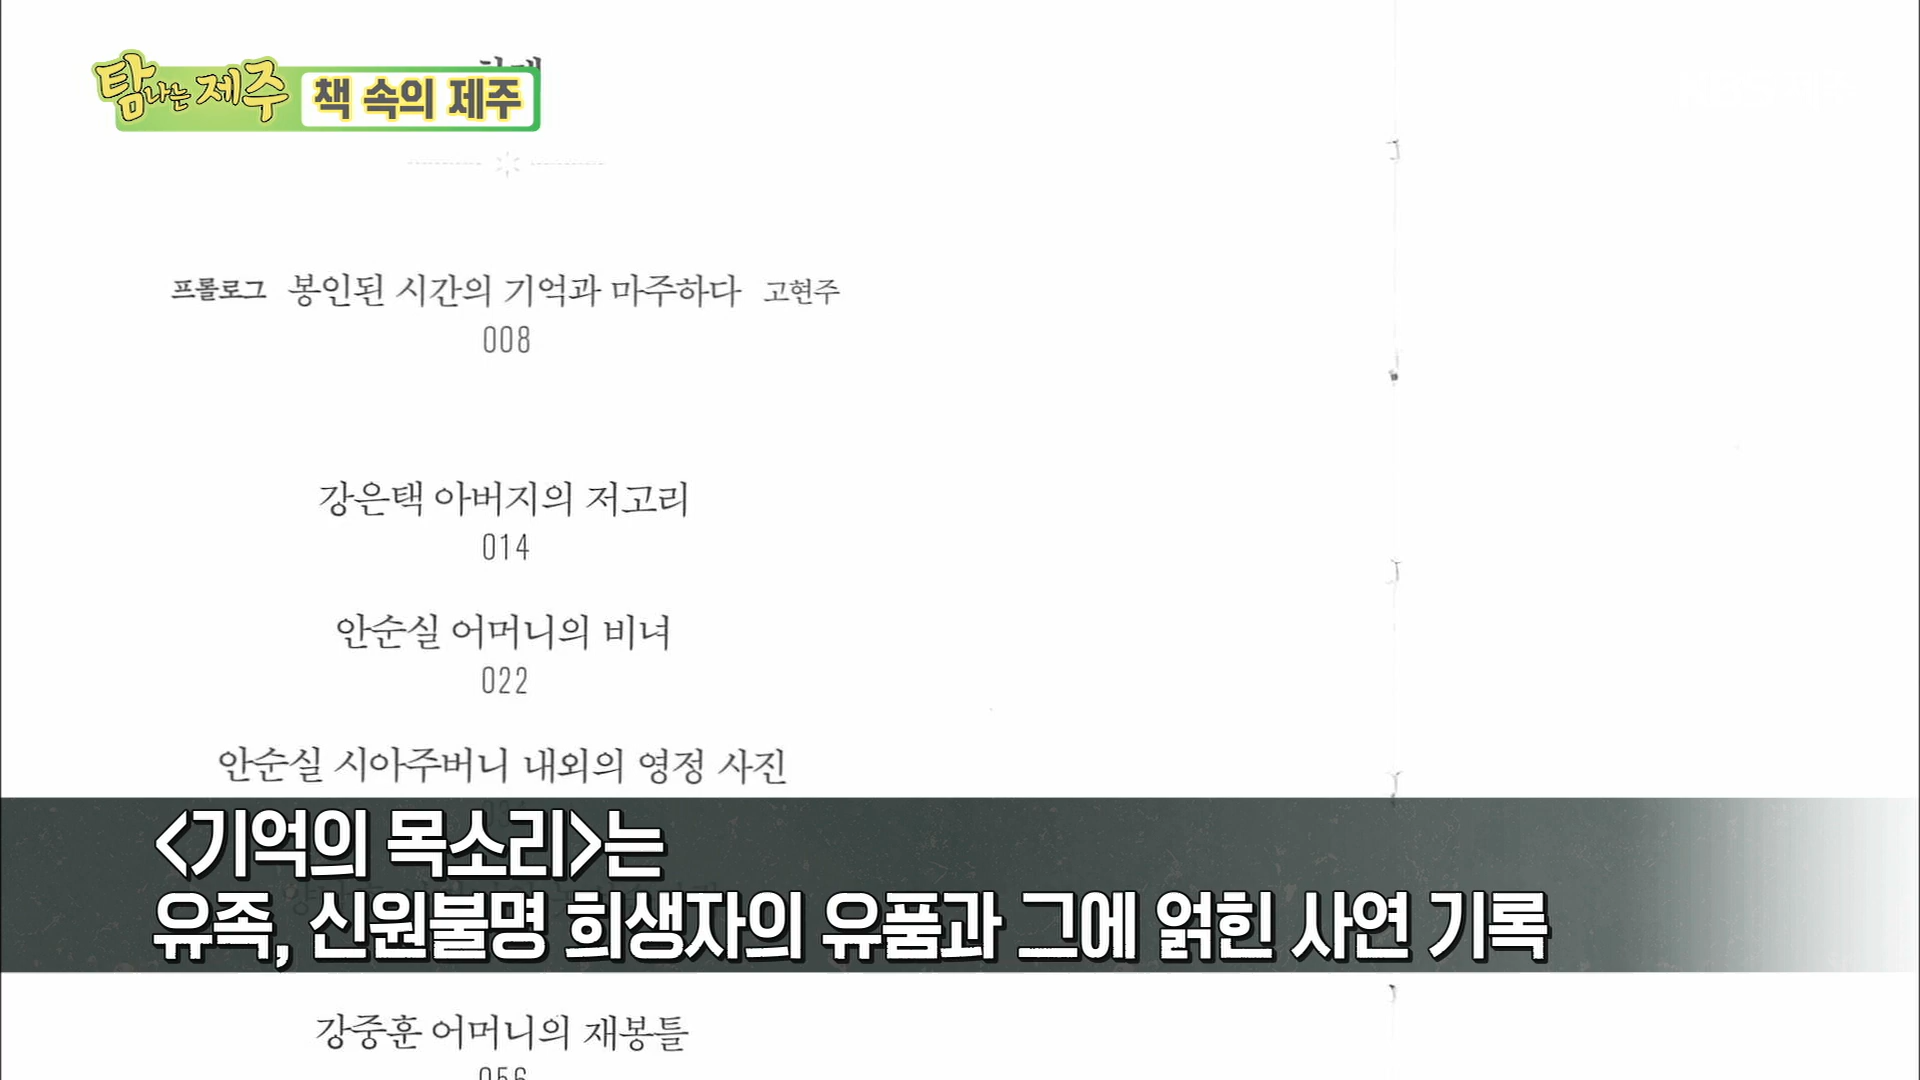 탐나는 제주 책 속의 제주
프롤로그 봉인된 시간의 기억과 마주하다 고현주
008
강은택 아버지의 저고리
014
안순실 어머니의 비녀
022
안순실 시아주버니 내외의 영정 사진
<기억의 목소리>는
유족, 신원불명 희생자의 유품과 그에 얽힌 사연 기록
강중훈 어머니의 재봉틀
056